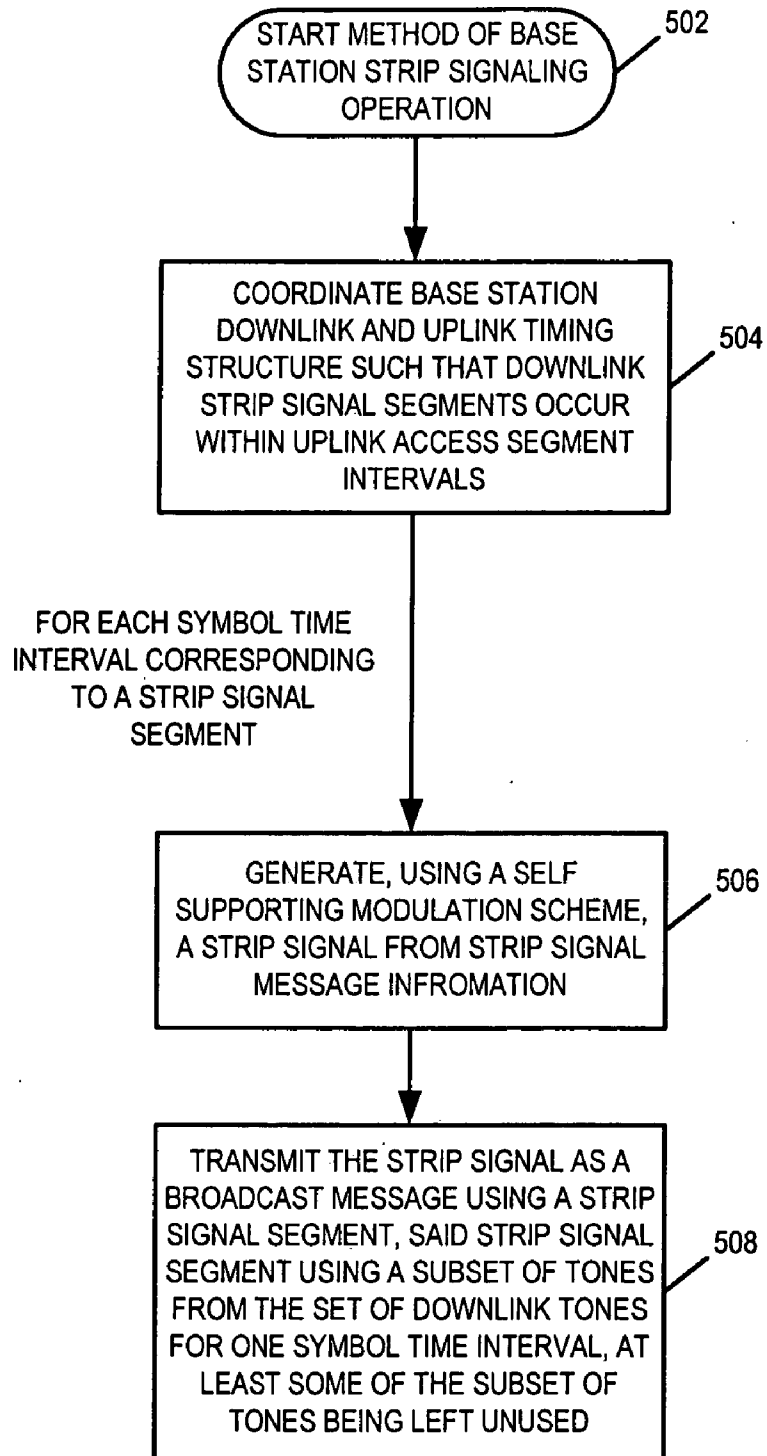 START METHOD OF BASE
STATION STRIP SIGNALING
OPERATION
502
COORDINATE BASE STATION
DOWNLINK AND UPLINK TIMING
STRUCTURE SUCH THAT DOWNLINK
STRIP SIGNAL SEGMENTS OCCUR
WITHIN UPLINK ACCESS SEGMENT
INTERVALS
504
FOR EACH SYMBOL TIME
INTERVAL CORRESPONDING
TO A STRIP SIGNAL
SEGMENT
GENERATE, USING A SELF
SUPPORTING MODULATION SCHEME,
A STRIP SIGNAL FROM STRIP SIGNAL
MESSAGE INFROMATION
506
TRANSMIT THE STRIP SIGNAL AS A
BROADCAST MESSAGE USING A STRIP
SIGNAL SEGMENT, SAID STRIP SIGNAL
SEGMENT USING A SUBSET OF TONES
FROM THE SET OF DOWNLINK TONES
FOR ONE SYMBOL TIME INTERVAL, AT
LEAST SOME OF THE SUBSET OF
TONES BEING LEFT UNUSED
508